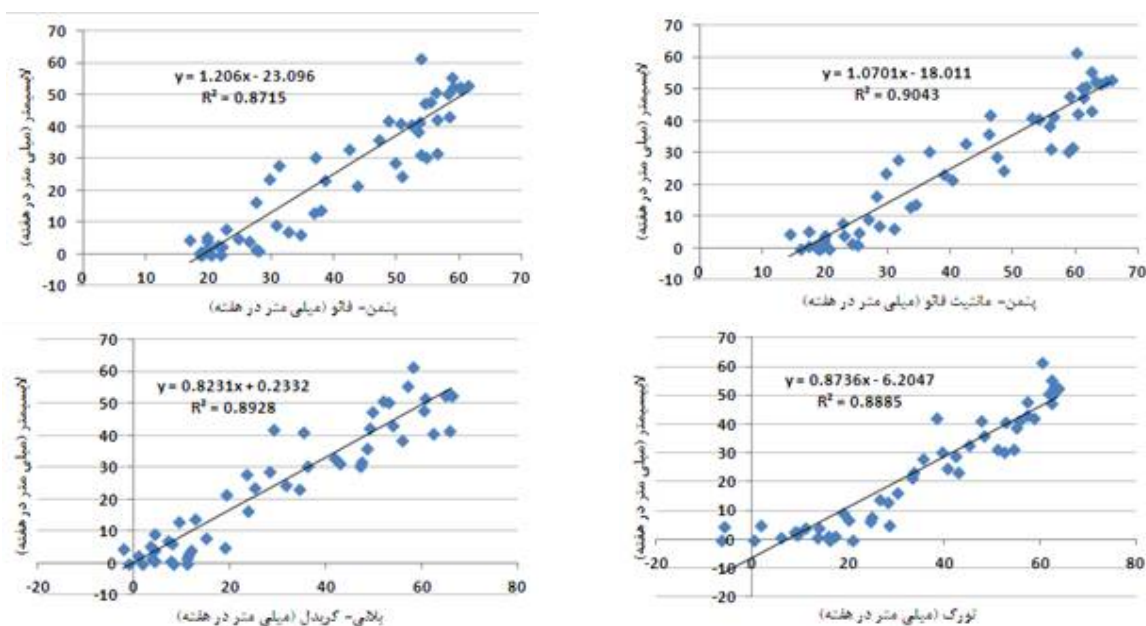 لایسیمتر (میلی متر در هفته)
70
60
50
40
30
20
10
0
-10
y = 1.206x - 23.096
R² = 0.8715
0 10 20 30 40 50 60 70
پنمن- فائو (میلی متر در هفته)
لایسیمتر (میلی متر در هفته)
70
60
50
40
30
20
10
0
-10
y = 1.0701x - 18.011
R² = 0.9043
0 10 20 30 40 50 60 70
پنمن- مانتیث فائو (میلی متر در هفته)
لایسیمتر (میلی متر در هفته)
70
60
50
40
30
20
10
0
-10
y = 0.8231x + 0.2332
R² = 0.8928
-20 0 20 40 60 80
بلانی- کریدل (میلی متر در هفته)
لایسیمتر (میلی متر در هفته)
70
60
50
40
30
20
10
0
-10
-20
y = 0.8736x - 6.2047
R² = 0.8885
-20 0 20 40 60 80
تورک (میلی متر در هفته)